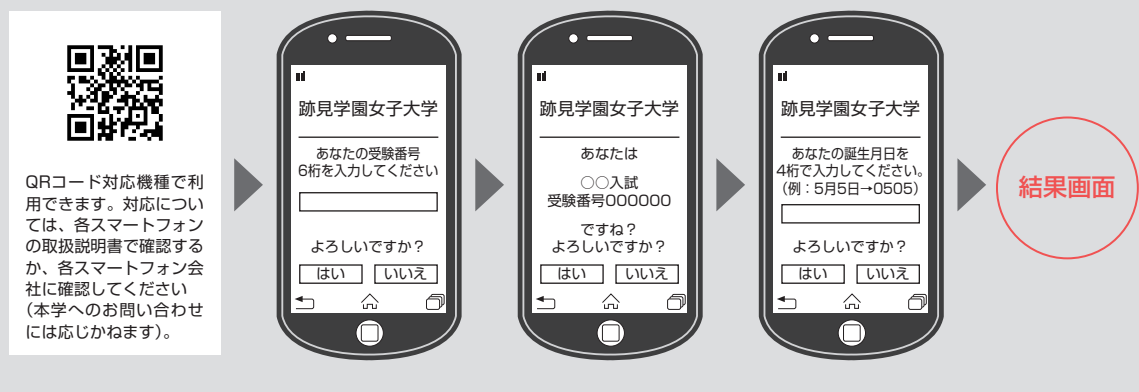 QRコード対応機種で利
用できます。対応につい
ては、各スマートフォン
の取扱説明書で確認する
か、各スマートフォン会
社に確認してください
(本学へのお問い合わせ
には応じかねます)。
跡見学園女子大学
あなたの受験番号
6桁を入力してください
よろしいですか?
はい いいえ
跡見学園女子大学
あなたは
○○入試
受験番号000000
ですね?
よろしいですか?
はい いいえ
跡見学園女子大学
あなたの誕生月日を
4桁で入力してください。
(例:5月5日→0505)
よろしいですか?
はい いいえ
結果画面